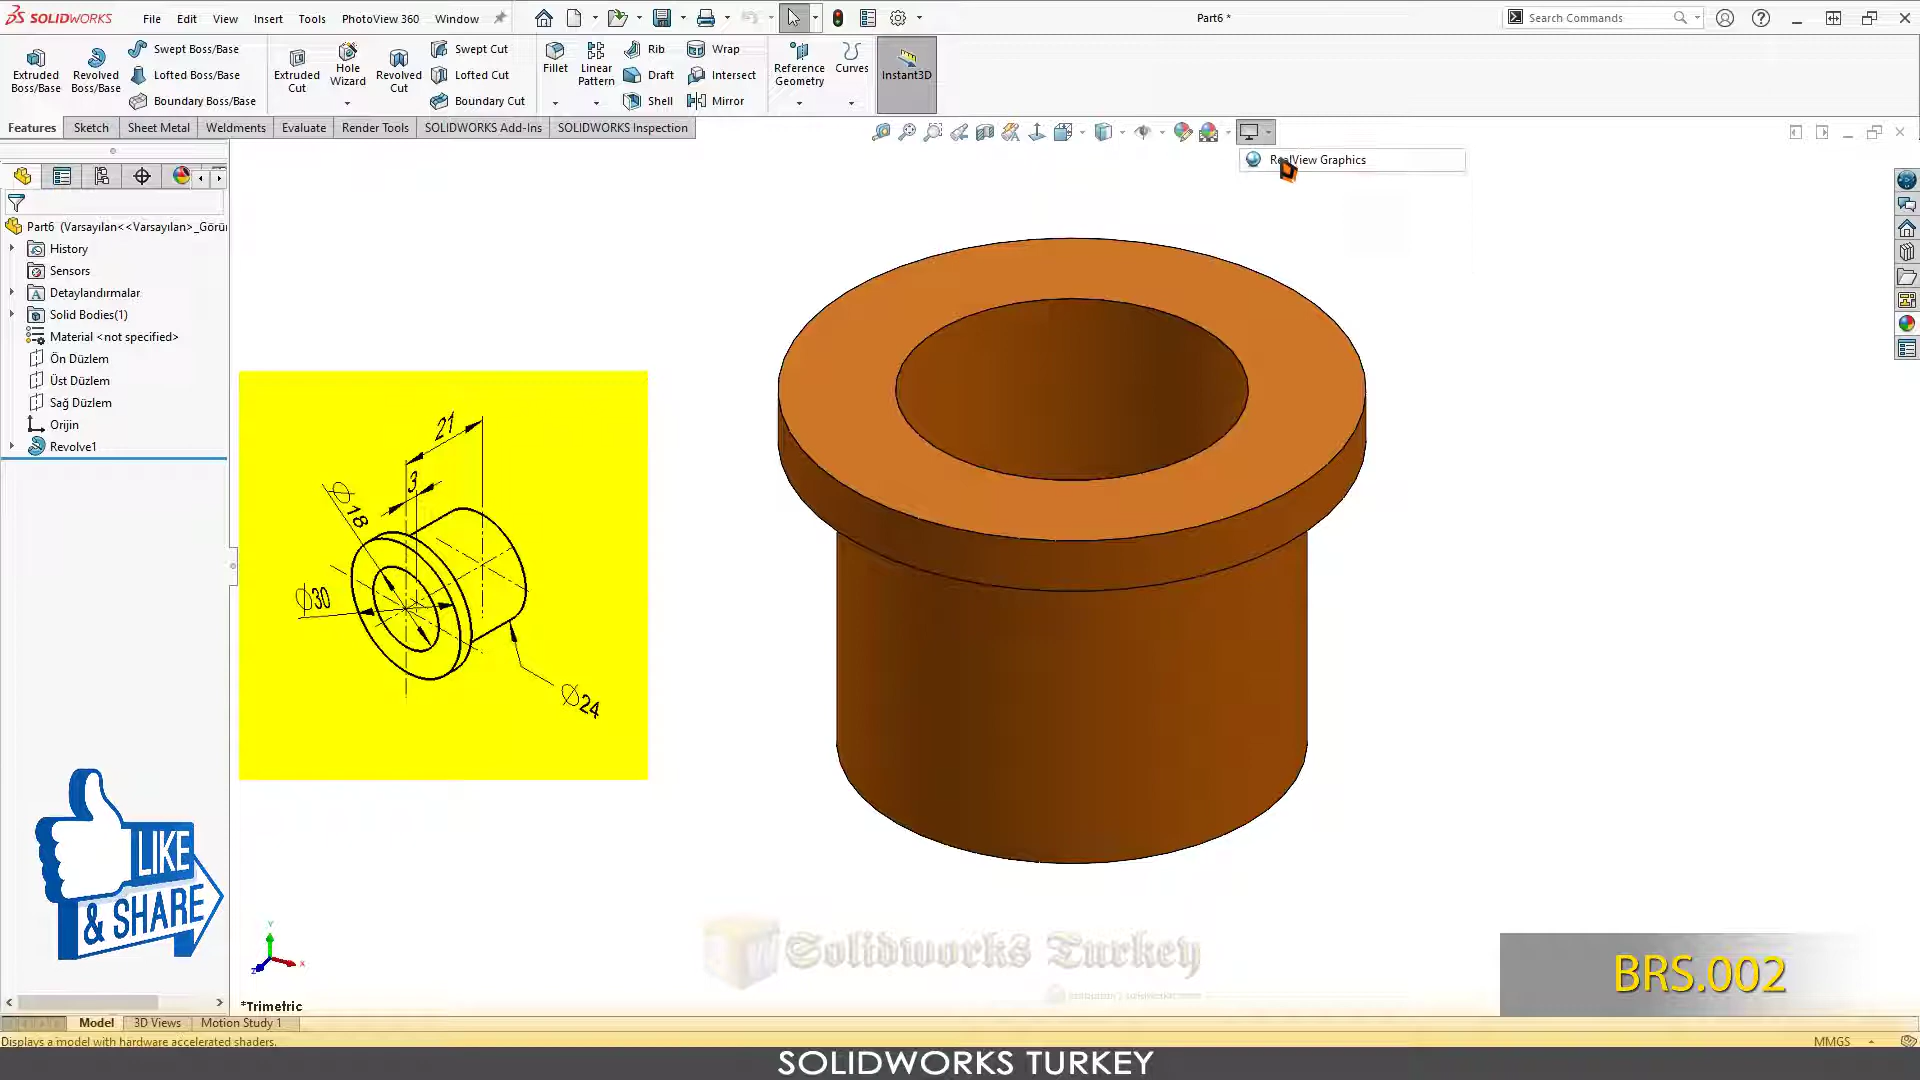 SOLIDWORKS File Edit View Insert Tools PhotoView 360 Window Part6 * Search Commands
Extruded Boss/Base
Revolved Boss/Base
Swept Boss/Base
Lofted Boss/Base
Boundary Boss/Base
Extruded Cut
Hole Wizard
Revolved Cut
Swept Cut
Lofted Cut
Boundary Cut
Fillet
Linear Pattern
Rib
Draft
Shell
Wrap
Intersect
Mirror
Reference Geometry
Curves
Instant3D
Features Sketch Sheet Metal Weldments Evaluate Render Tools SOLIDWORKS Add-Ins SOLIDWORKS Inspection
RealView Graphics
Part6 (Varsayılan<<Varsayılan>_Görü
History
Sensors
Detaylandırmalar
Solid Bodies(1)
Material <not specified>
Ön Düzlem
Üst Düzlem
Sağ Düzlem
Orijin
Revolve1
21
3
Ø18
Ø30
Ø24
LIKE
& SHARE
Y
X
Z
*Trimetric
Solidworks Turkey
BRS.002
Model 3D Views Motion Study 1
Displays a model with hardware accelerated shaders.
MMGS
SOLIDWORKS TURKEY